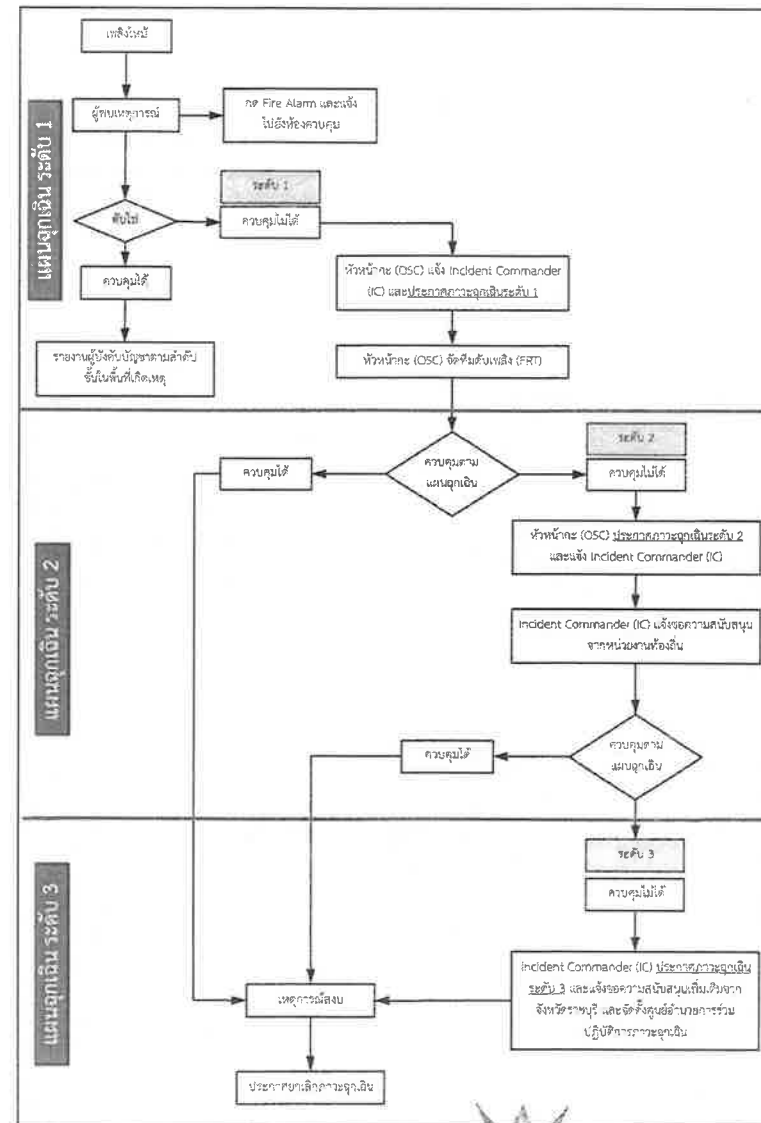 เพลิงไหม้
ผู้พบเหตุการณ์
กด Fire Alarm และแจ้ง
ไปยังห้องควบคุม
แผนฉุกเฉิน ระดับ 1
ระดับ 1
ดับไฟ
ควบคุมไม่ได้
ควบคุมได้
หัวหน้ากะ (OSC) แจ้ง Incident Commander
(IC) และประกาศภาวะฉุกเฉินระดับ 1
รายงานผู้บังคับบัญชาตามลำดับ
ชั้นในพื้นที่เกิดเหตุ
หัวหน้ากะ (OSC) จัดทีมดับเพลิง (FRT)
แผนฉุกเฉิน ระดับ 2
ระดับ 2
ควบคุมได้
ควบคุมตาม
แผนฉุกเฉิน
ควบคุมไม่ได้
หัวหน้ากะ (OSC) ประกาศภาวะฉุกเฉินระดับ 2
และแจ้ง Incident Commander (IC)
Incident Commander (IC) แจ้งขอความสนับสนุน
จากหน่วยงานท้องถิ่น
ควบคุมได้
ควบคุมตาม
แผนฉุกเฉิน
แผนฉุกเฉิน ระดับ 3
ระดับ 3
ควบคุมไม่ได้
Incident Commander (IC) ประกาศภาวะฉุกเฉิน
ระดับ 3 และแจ้งขอความสนับสนุนเพิ่มเติมจาก
จังหวัดราชบุรี และจัดตั้งศูนย์อำนวยการร่วม
ปฏิบัติการภาวะฉุกเฉิน
เหตุการณ์สงบ
ประกาศยกเลิกภาวะฉุกเฉิน